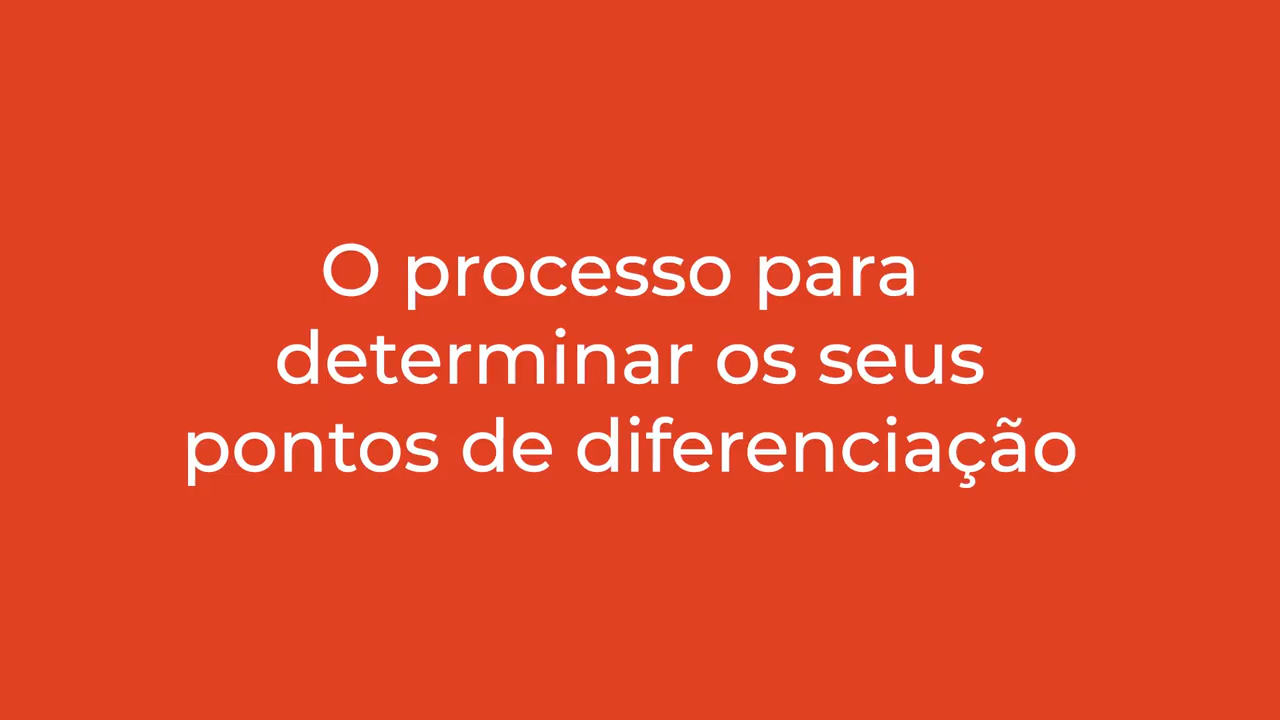 O processo para
determinar os seus
pontos de diferenciação